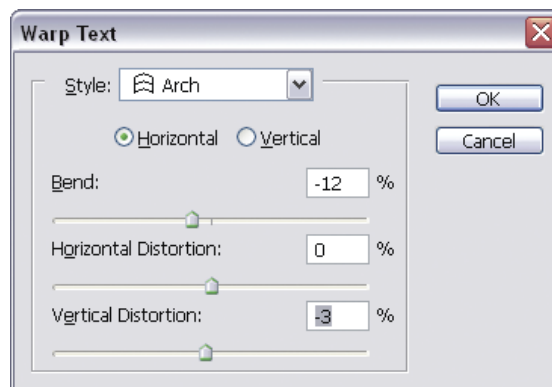 Warp Text
Style: Arch
OK
Horizontal Vertical
Cancel
Bend: -12 %
Horizontal Distortion: 0 %
Vertical Distortion: -3 %